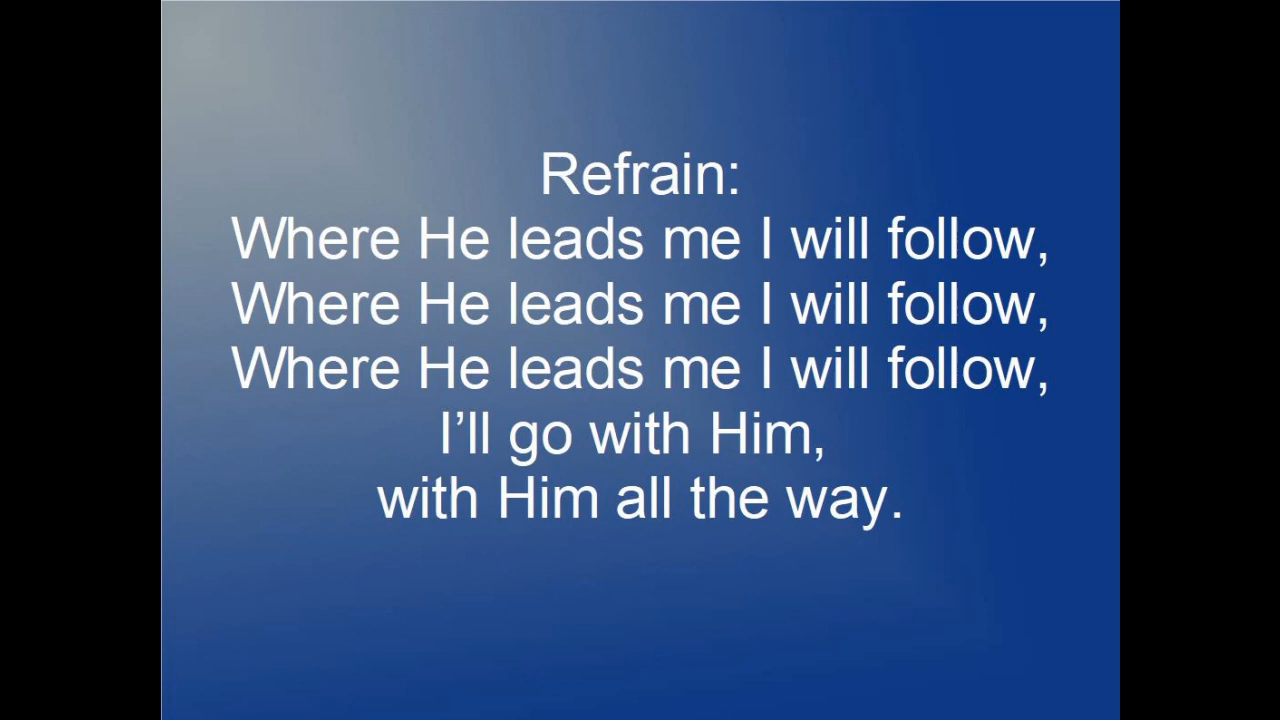 Refrain:
Where He leads me I will follow,
Where He leads me I will follow,
Where He leads me I will follow,
I’ll go with Him,
with Him all the way.